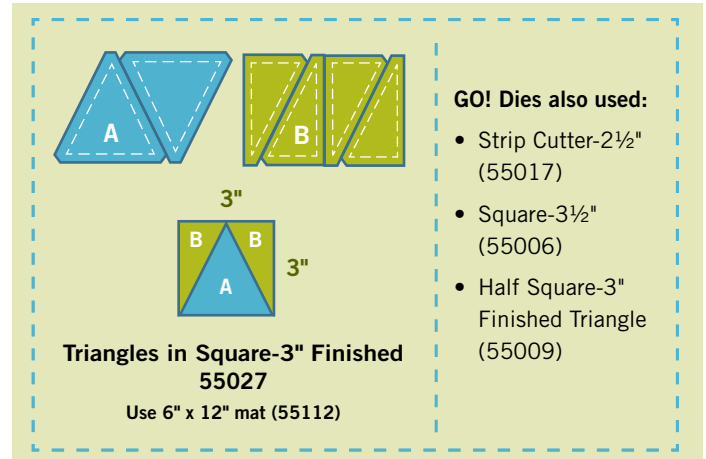 A
B
3"
B B
A
3"
Triangles in Square-3" Finished
55027
Use 6" x 12" mat (55112)
GO! Dies also used:
• Strip Cutter-2½"
(55017)
• Square-3½"
(55006)
• Half Square-3"
Finished Triangle
(55009)